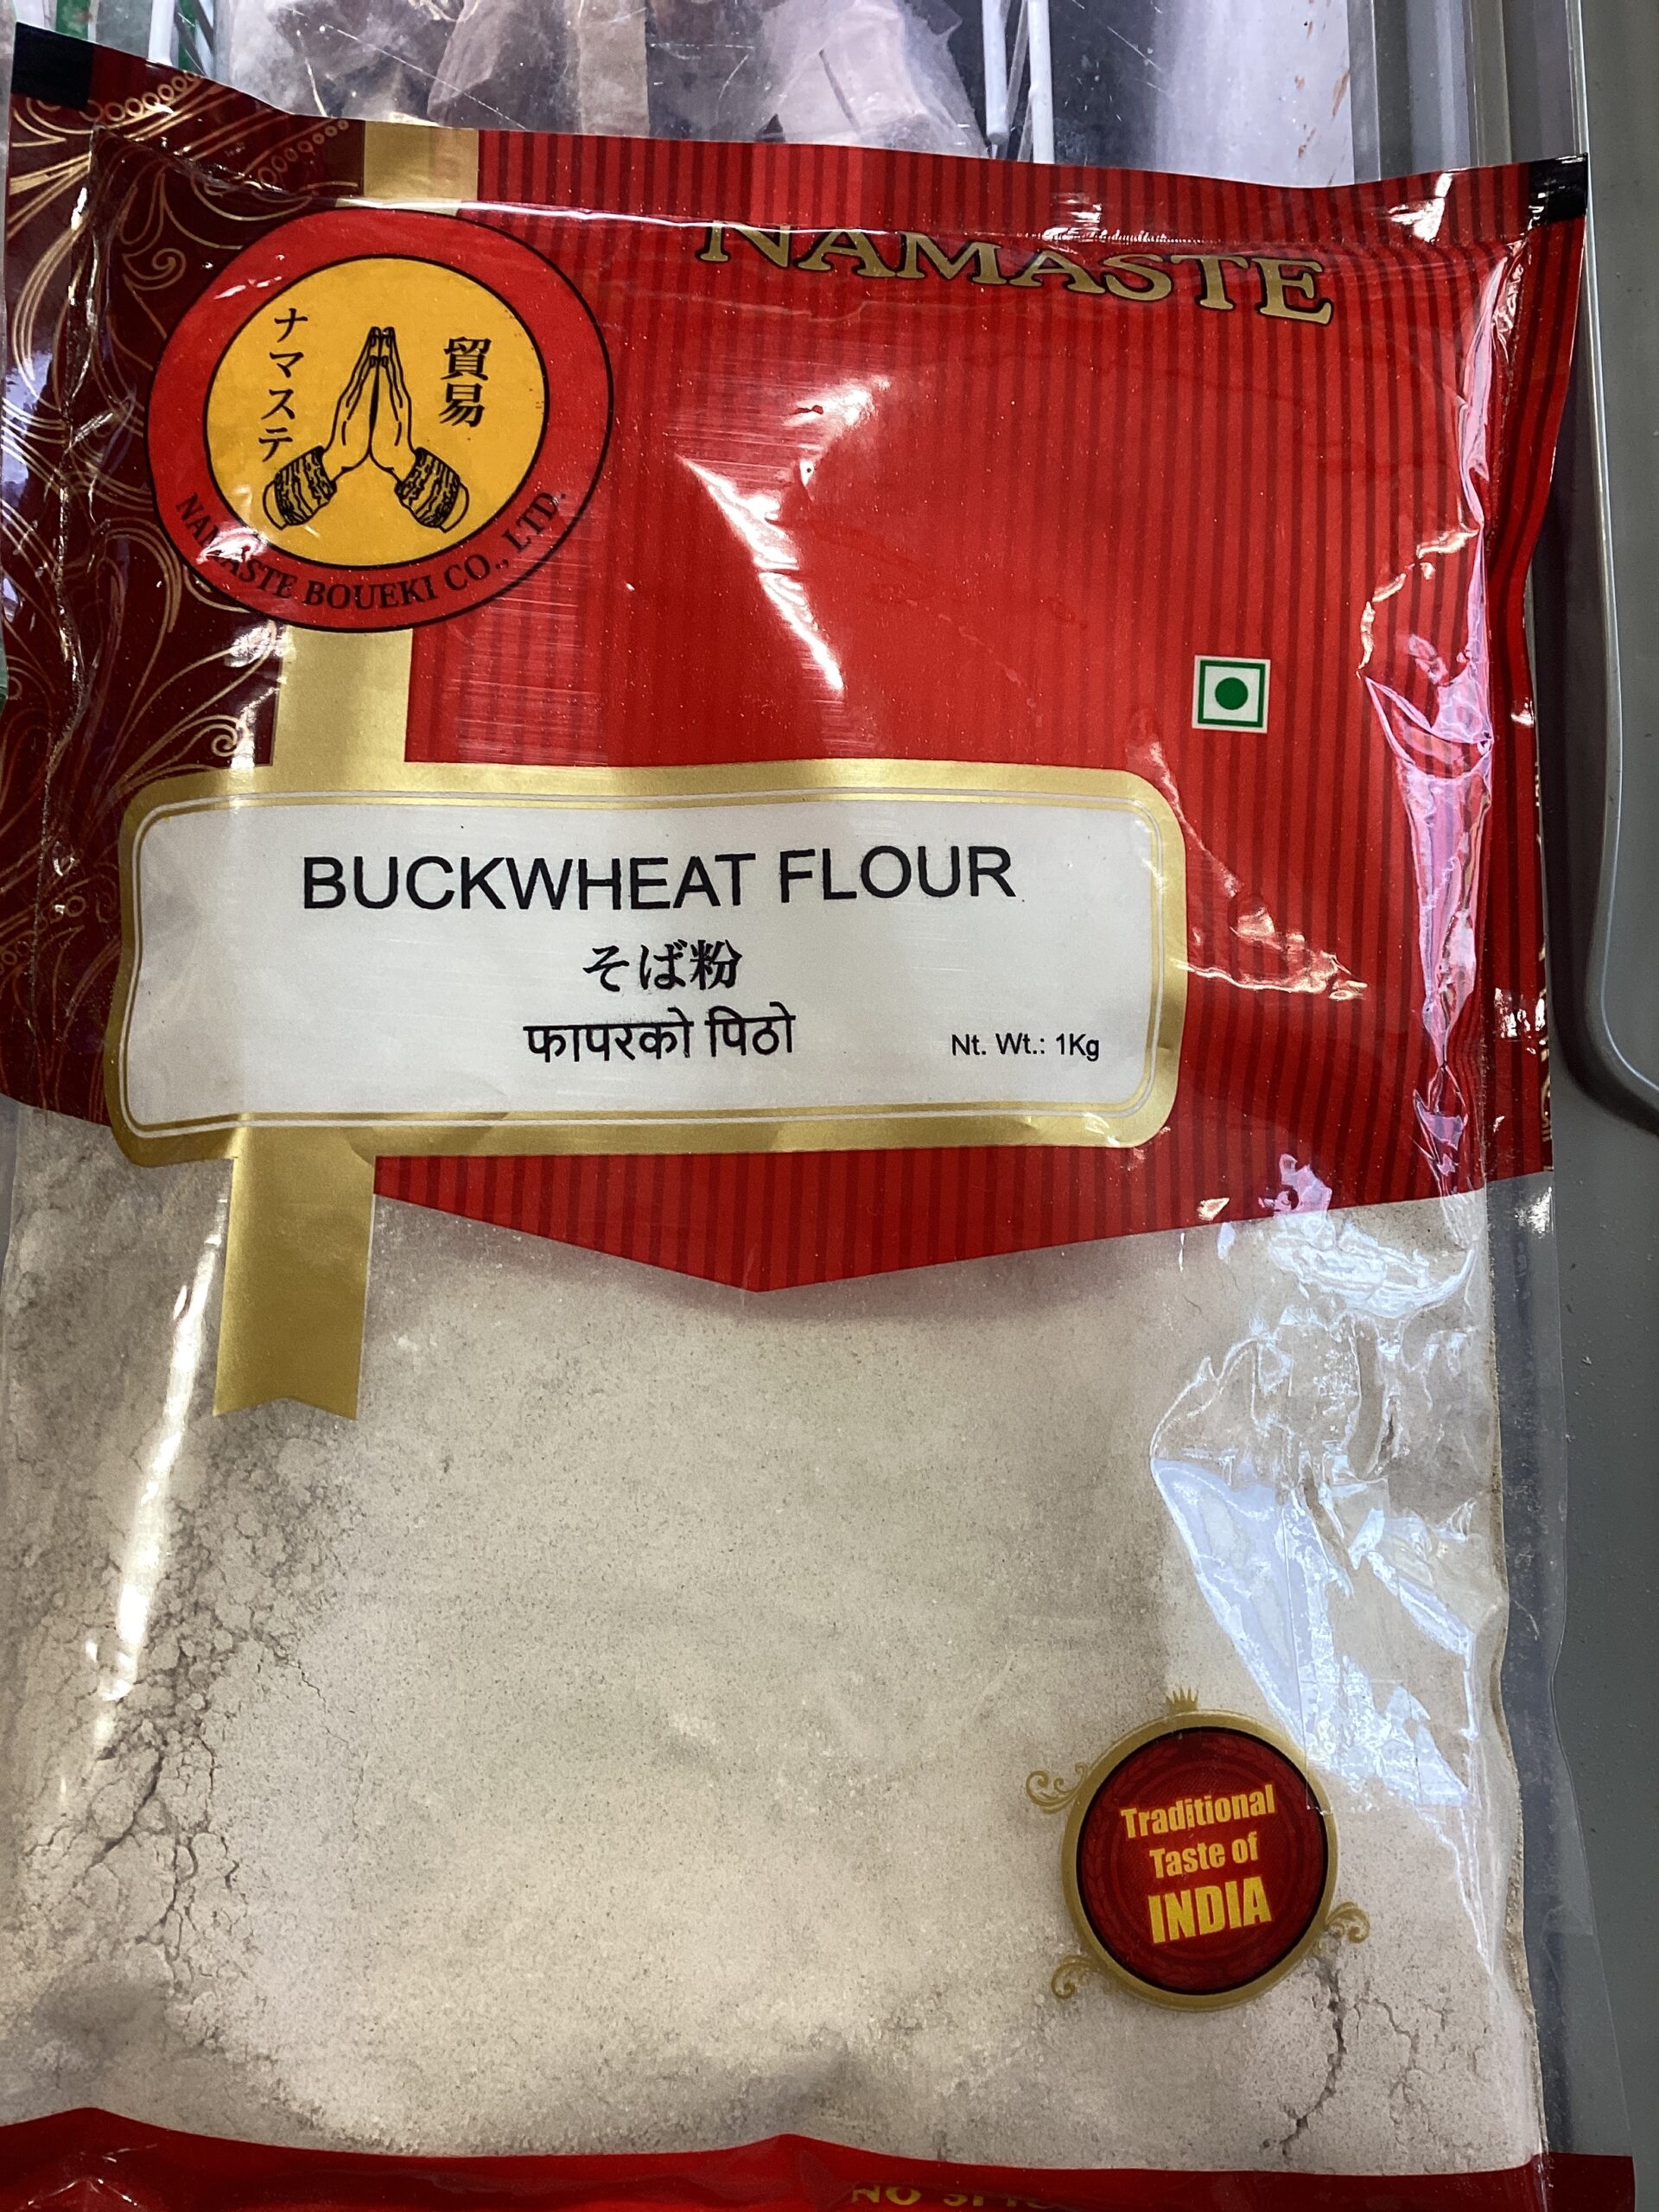 NAMASTE
ナマステ
貿易
NAMASTE BOUEKI CO., LTD.
BUCKWHEAT FLOUR
そば粉
फापरको पिठो
Nt. Wt.: 1Kg
Traditional
Taste of
INDIA
NO